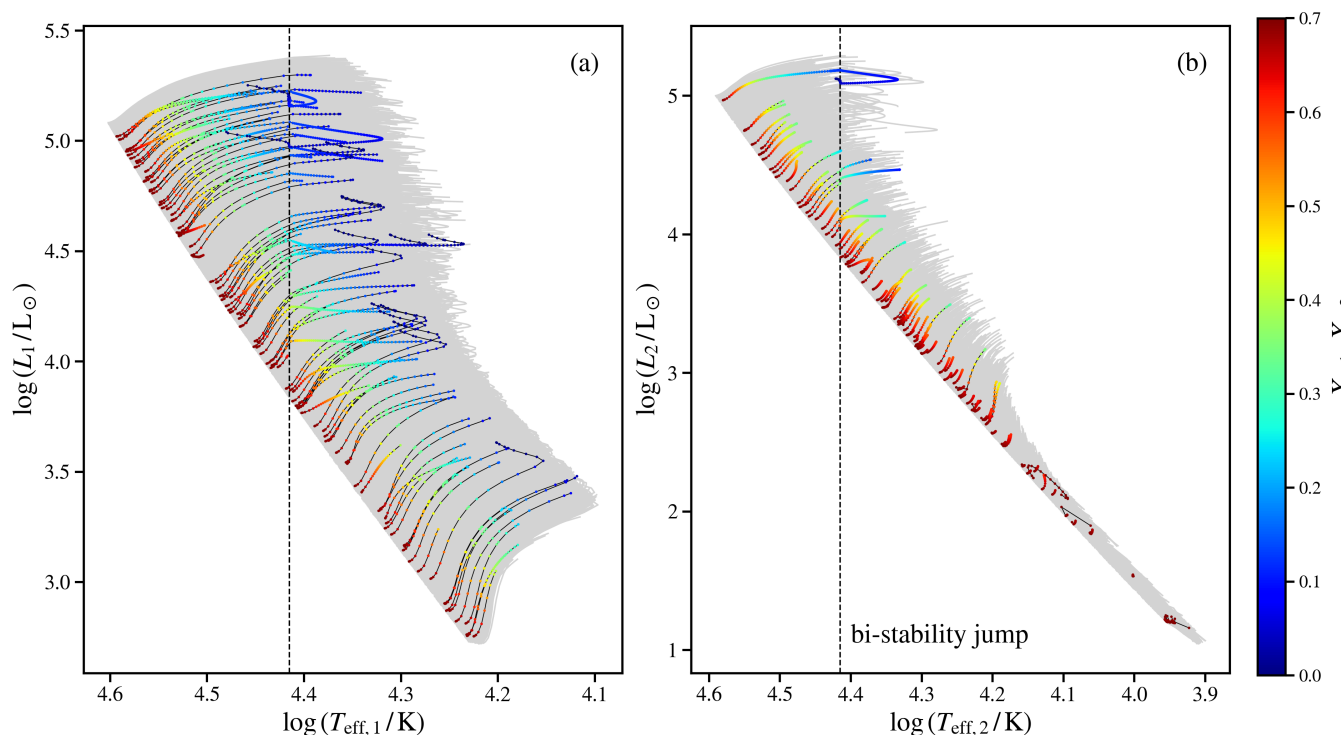 (a)
5.5
5.0
4.5
4.0
3.5
3.0
log (L₁/L⊙)
4.6 4.5 4.4 4.3 4.2 4.1
log (T_eff, 1 / K)
(b)
5
4
3
2
1
log (L₂/L⊙)
bi-stability jump
4.6 4.5 4.4 4.3 4.2 4.1 4.0 3.9
log (T_eff, 2 / K)
0.7
0.6
0.5
0.4
0.3
0.2
0.1
0.0